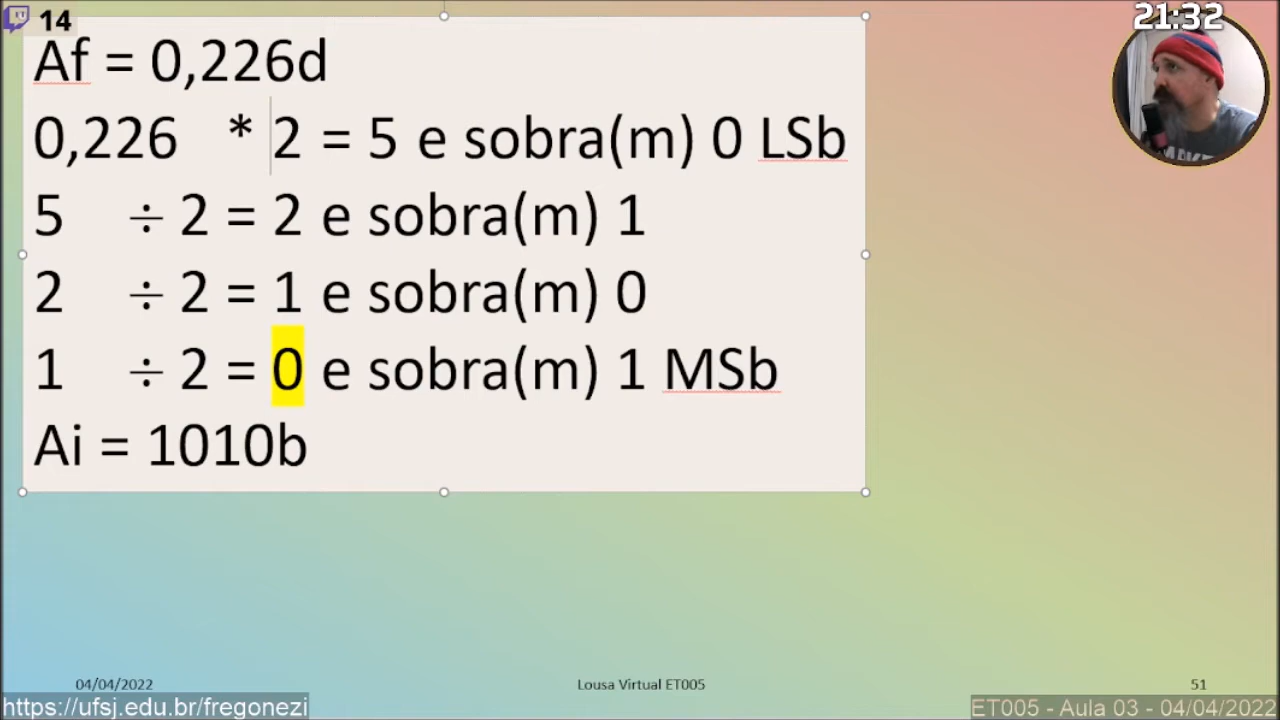 14
21:32
Af = 0,226d
0,226 * 2 = 5 e sobra(m) 0 LSb
5 ÷ 2 = 2 e sobra(m) 1
2 ÷ 2 = 1 e sobra(m) 0
1 ÷ 2 = 0 e sobra(m) 1 MSb
Ai = 1010b
04/04/2022
Lousa Virtual ET005
51
https://ufsj.edu.br/fregonezi
ET005 - Aula 03 - 04/04/2022